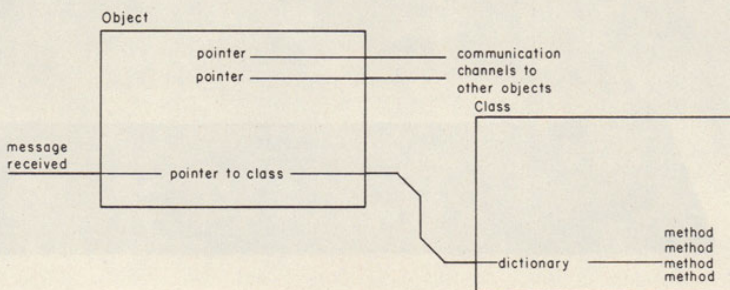 Object
pointer
pointer
communication
channels to
other objects
Class
message
received
pointer to class
dictionary
method
method
method
method